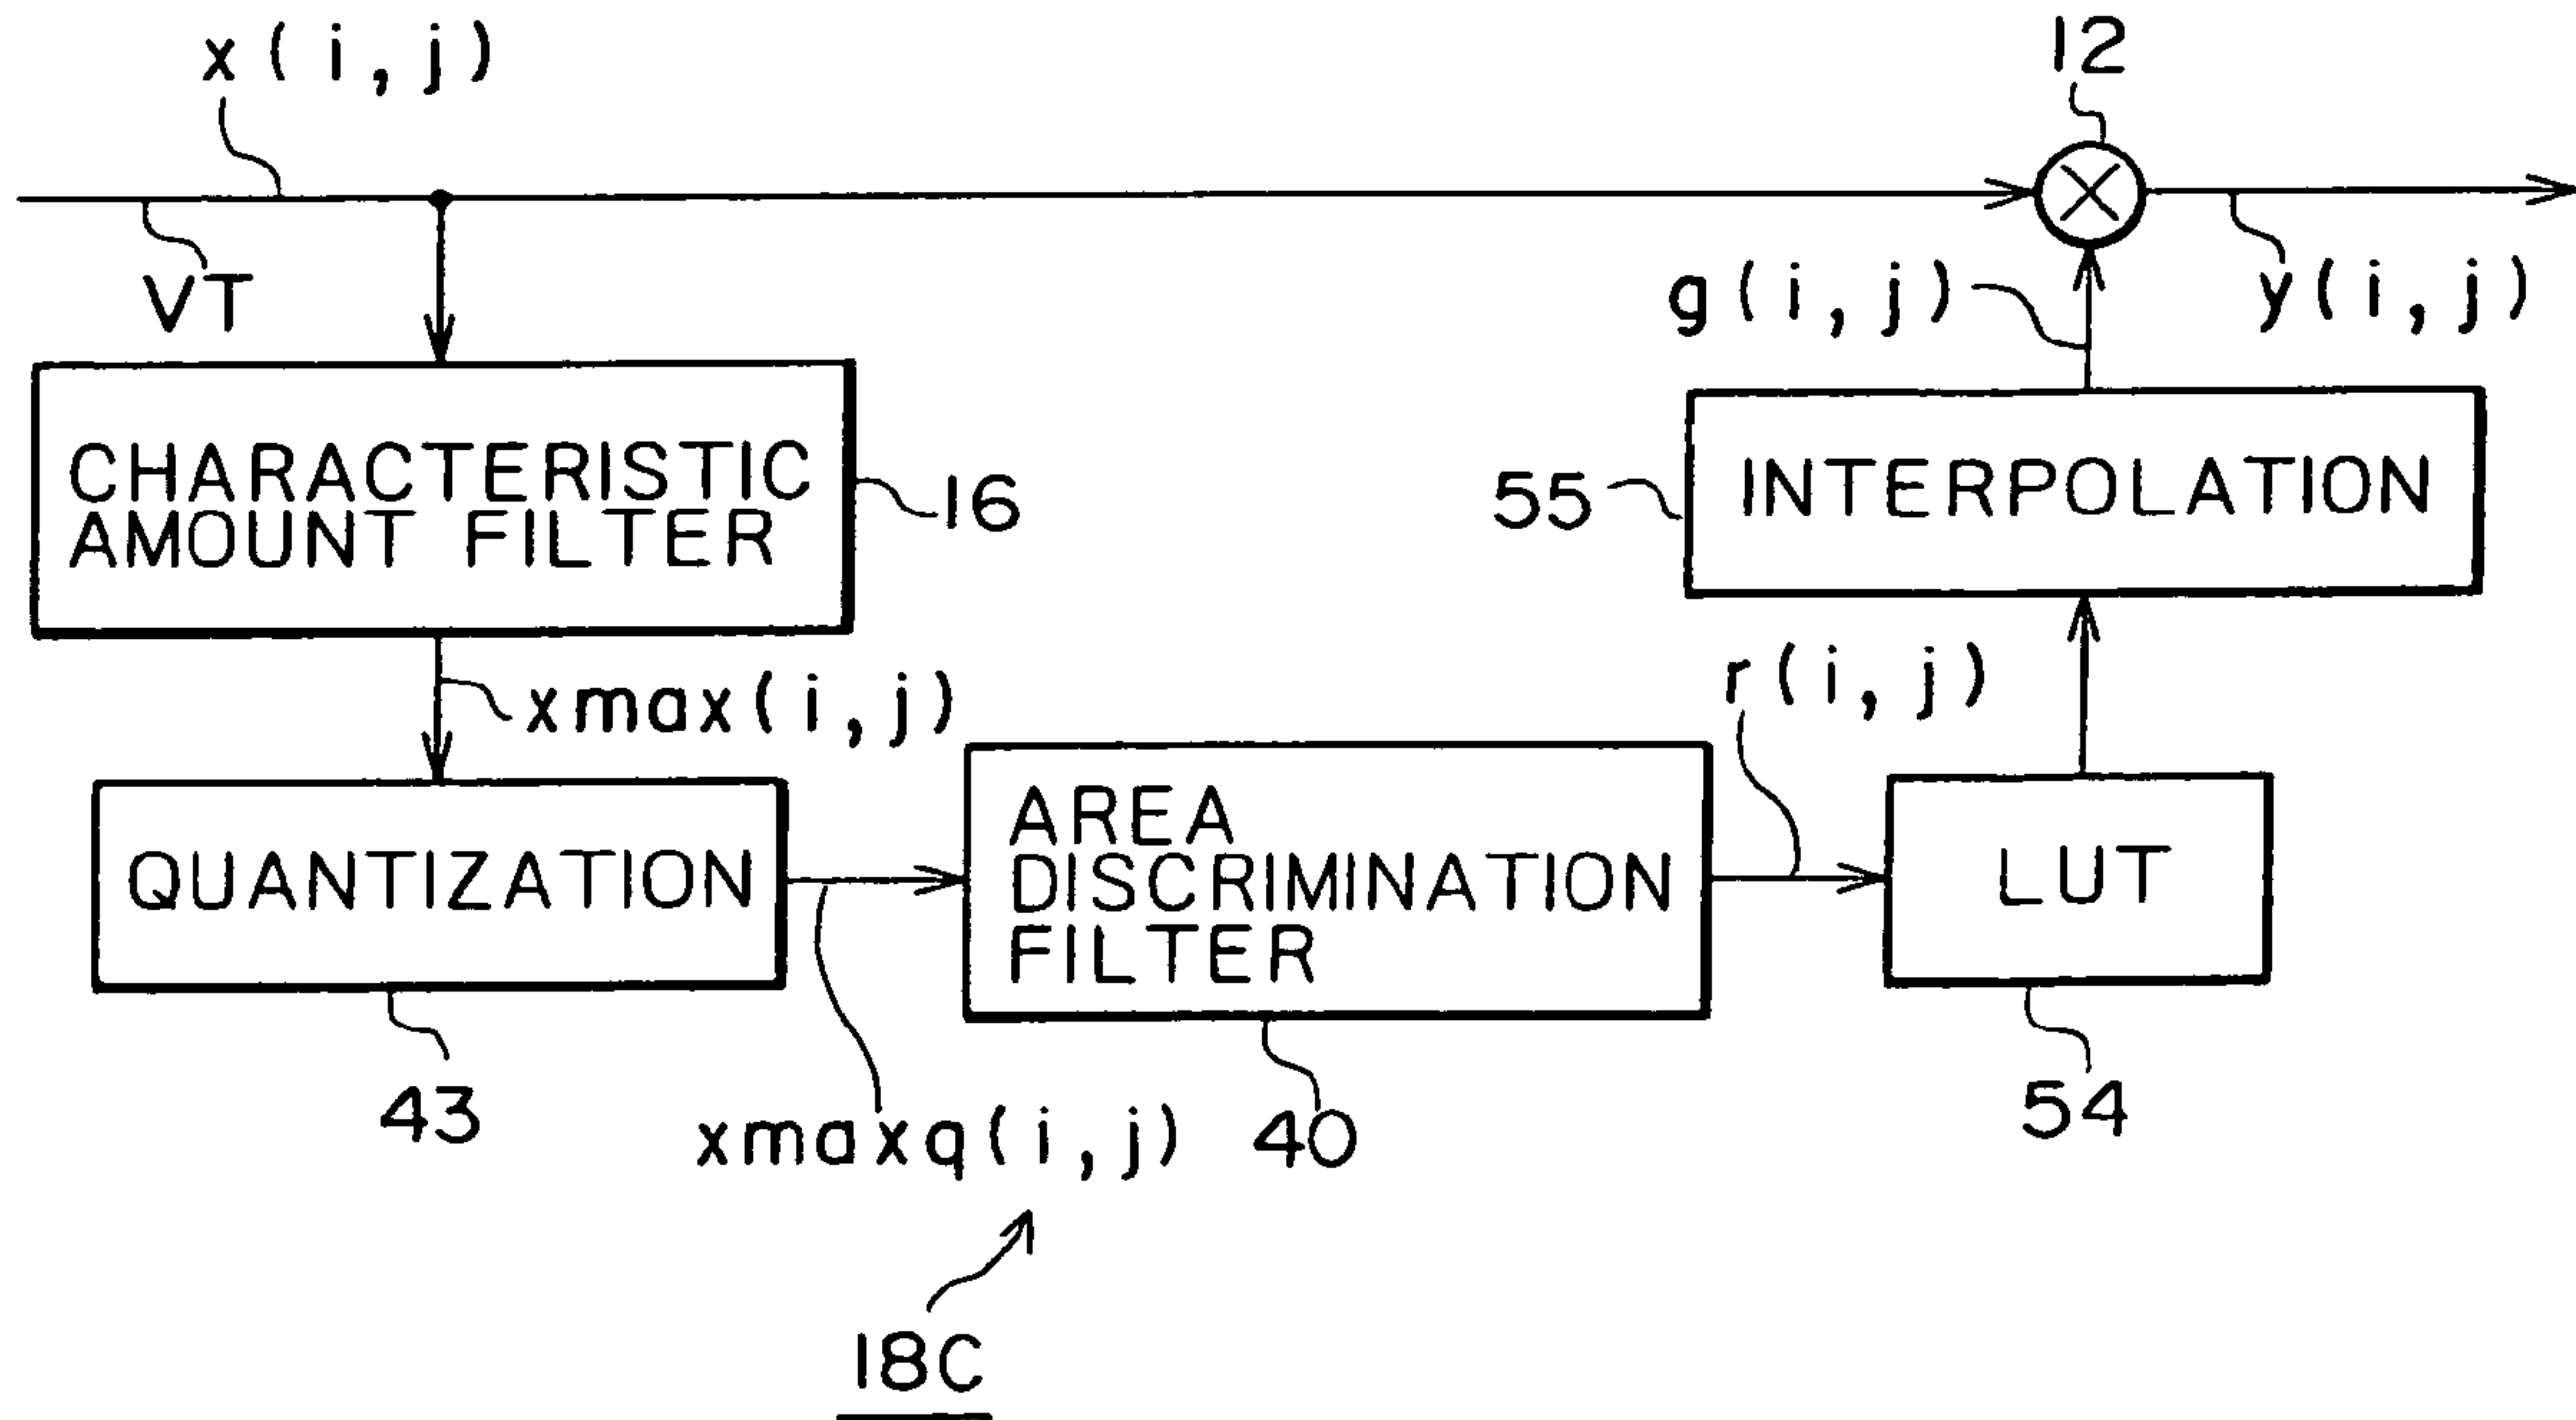 x(i,j)
12
VT
g(i,j)
y(i,j)
CHARACTERISTIC
AMOUNT FILTER
16
55
INTERPOLATION
xmax(i,j)
r(i,j)
QUANTIZATION
AREA
DISCRIMINATION
FILTER
LUT
43
xmaxq(i,j)
40
54
18C